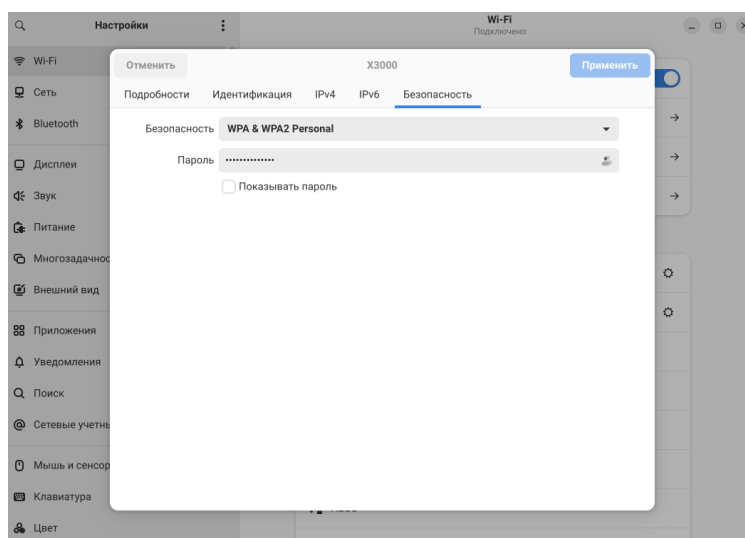 Настройки
Wi-Fi
Подключено
Wi-Fi
Сеть
Bluetooth
Дисплеи
Звук
Питание
Многозадачнос
Внешний вид
Приложения
Уведомления
Поиск
Сетевые учетнь
Мышь и сенсор
Клавиатура
Цвет
Отменить
X3000
Применить
Подробности Идентификация IPv4 IPv6 Безопасность
Безопасность WPA & WPA2 Personal
Пароль ••••••••••••••
Показывать пароль